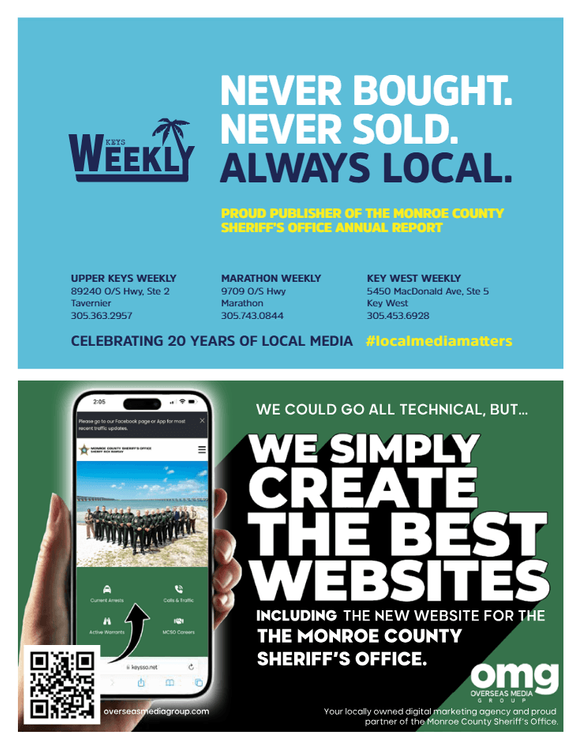 NEVER BOUGHT.
NEVER SOLD.
ALWAYS LOCAL.
KEYS
WEEKLY
PROUD PUBLISHER OF THE MONROE COUNTY
SHERIFF'S OFFICE ANNUAL REPORT
UPPER KEYS WEEKLY
89240 O/S Hwy, Ste 2
Tavernier
305.363.2957
MARATHON WEEKLY
9709 O/S Hwy
Marathon
305.743.0844
KEY WEST WEEKLY
5450 MacDonald Ave, Ste 5
Key West
305.453.6928
CELEBRATING 20 YEARS OF LOCAL MEDIA #localmediamatters
2:05
Please go to our Facebook page or App for most
recent traffic updates.
MONROE COUNTY SHERIFF'S OFFICE
Current Arrests
Calls & Traffic
Active Warrants
MCSO Careers
keysso.net
WE COULD GO ALL TECHNICAL, BUT...
WE SIMPLY
CREATE
THE BEST
WEBSITES
INCLUDING THE NEW WEBSITE FOR THE
THE MONROE COUNTY
SHERIFF'S OFFICE.
omg
OVERSEAS MEDIA
GROUP
overseasmediagroup.com
Your locally owned digital marketing agency and proud
partner of the Monroe County Sheriff's Office.